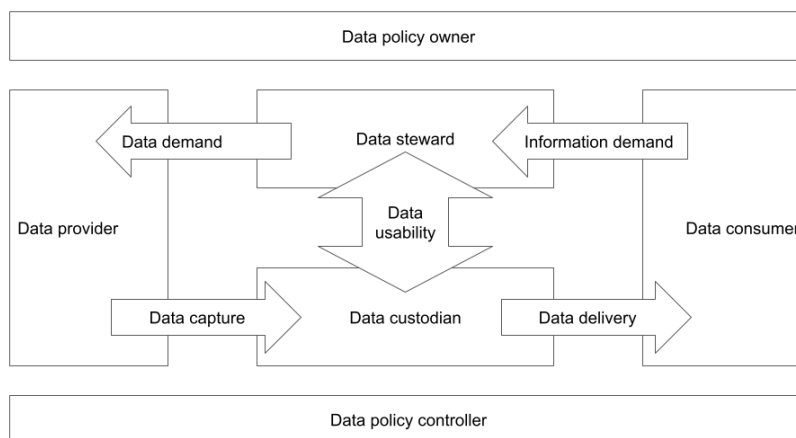 Data policy owner
Data demand
Data steward
Information demand
Data provider
Data
usability
Data consumer
Data capture
Data custodian
Data delivery
Data policy controller